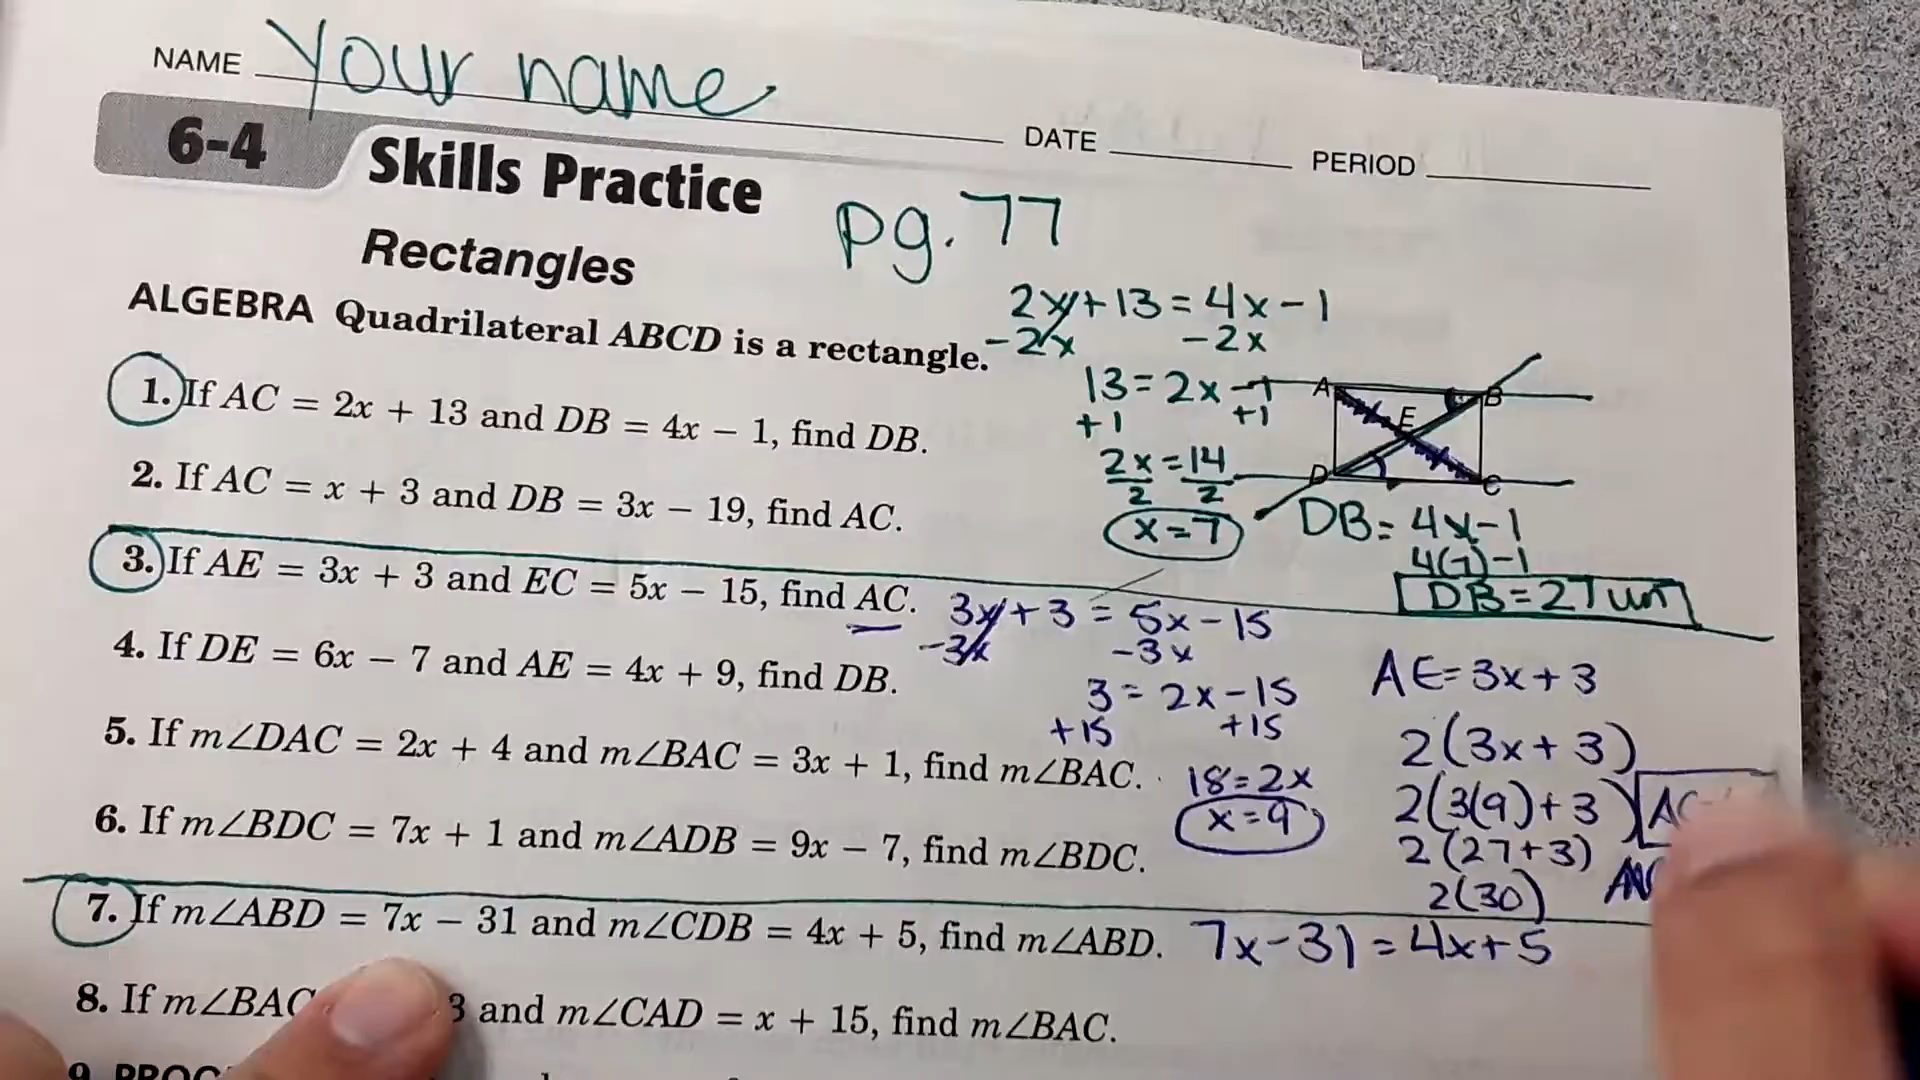 NAME Your name
DATE PERIOD
6-4 Skills Practice
pg. 77
Rectangles
ALGEBRA Quadrilateral ABCD is a rectangle.
1. If AC = 2x + 13 and DB = 4x − 1, find DB.
2. If AC = x + 3 and DB = 3x − 19, find AC.
3. If AE = 3x + 3 and EC = 5x − 15, find AC.
4. If DE = 6x − 7 and AE = 4x + 9, find DB.
5. If m∠DAC = 2x + 4 and m∠BAC = 3x + 1, find m∠BAC.
6. If m∠BDC = 7x + 1 and m∠ADB = 9x − 7, find m∠BDC.
7. If m∠ABD = 7x − 31 and m∠CDB = 4x + 5, find m∠ABD.
8. If m∠BAC 3 and m∠CAD = x + 15, find m∠BAC.
2x+13=4x-1
-2x -2x
13=2x-1
+1 +1
2x=14
2 2
x=7
A B
E
D C
DB=4x-1
4(7)-1
DB=27
3x+3=5x-15
-3x -3x
3=2x-15
+15 +15
18=2x
x=9
AE=3x+3
2(3x+3)
2(3(9)+3)
2(27+3)
2(30)
7x-31=4x+5